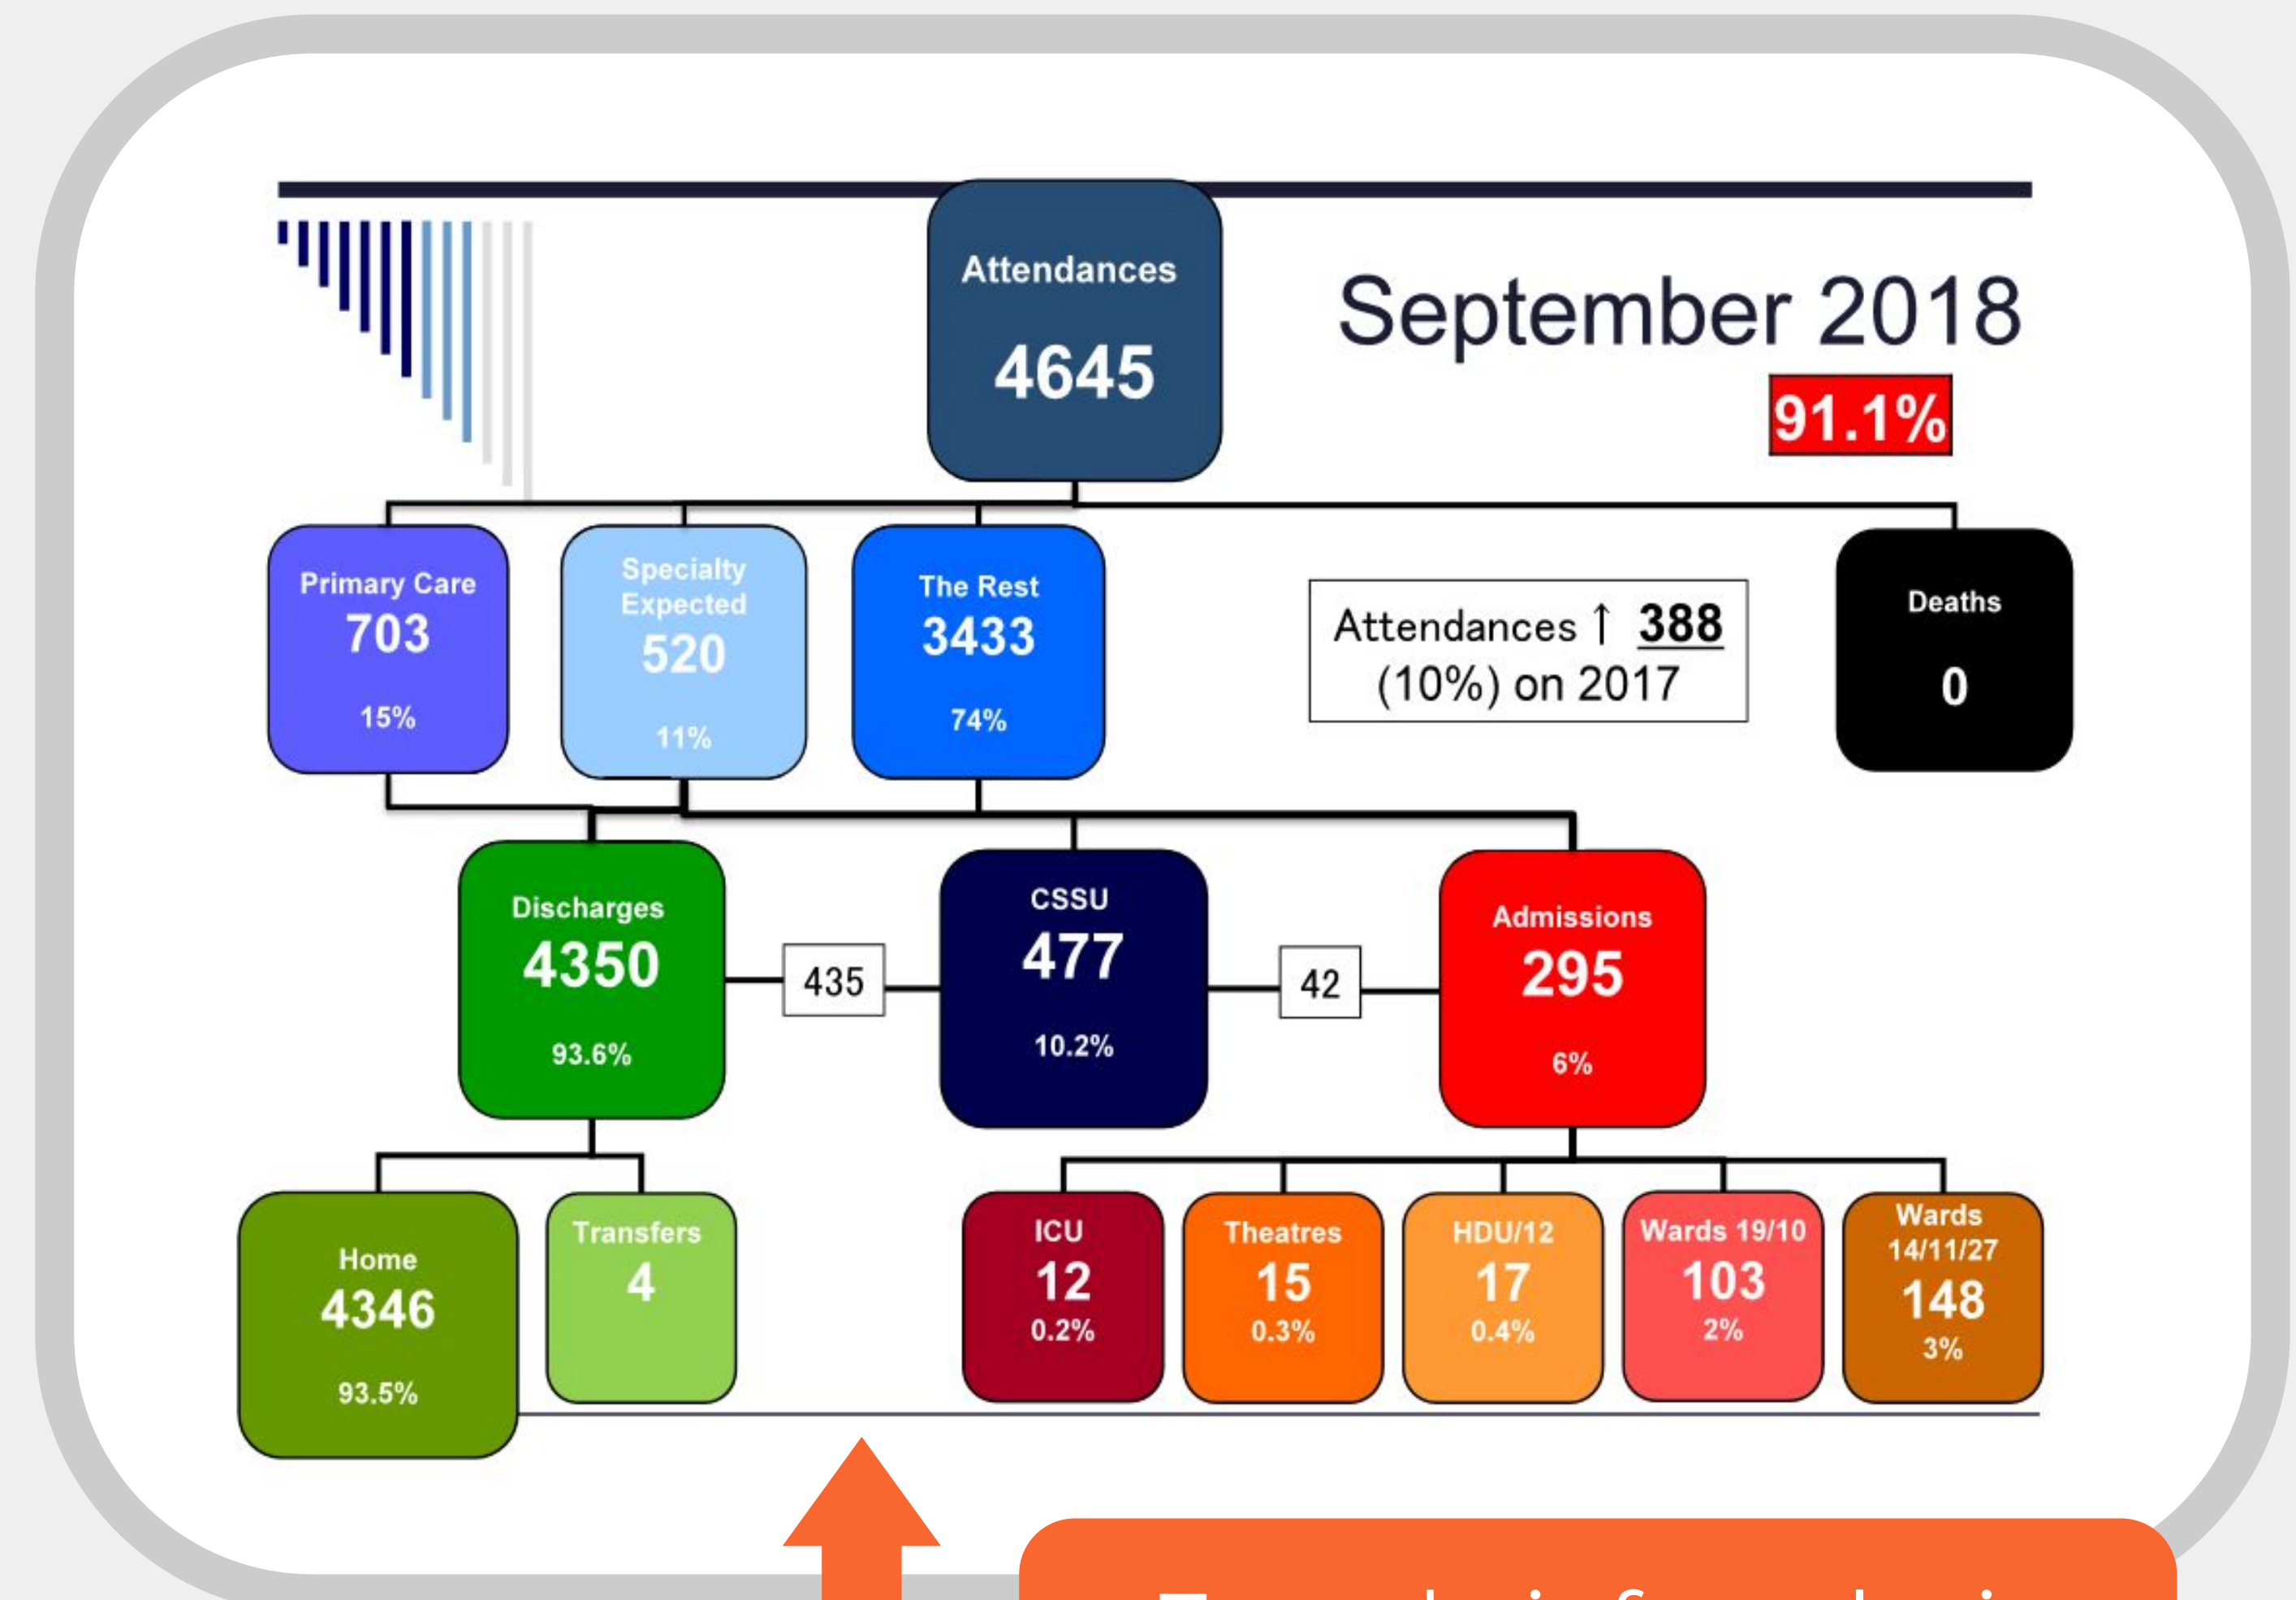 Attendances
4645
September 2018
91.1%
Primary Care
703
15%
Specialty
Expected
520
11%
The Rest
3433
74%
Attendances ↑ 388
(10%) on 2017
Deaths
0
Discharges
4350
93.6%
435
CSSU
477
10.2%
42
Admissions
295
6%
Home
4346
93.5%
Transfers
4
ICU
12
0.2%
Theatres
15
0.3%
HDU/12
17
0.4%
Wards 19/10
103
2%
Wards
14/11/27
148
3%